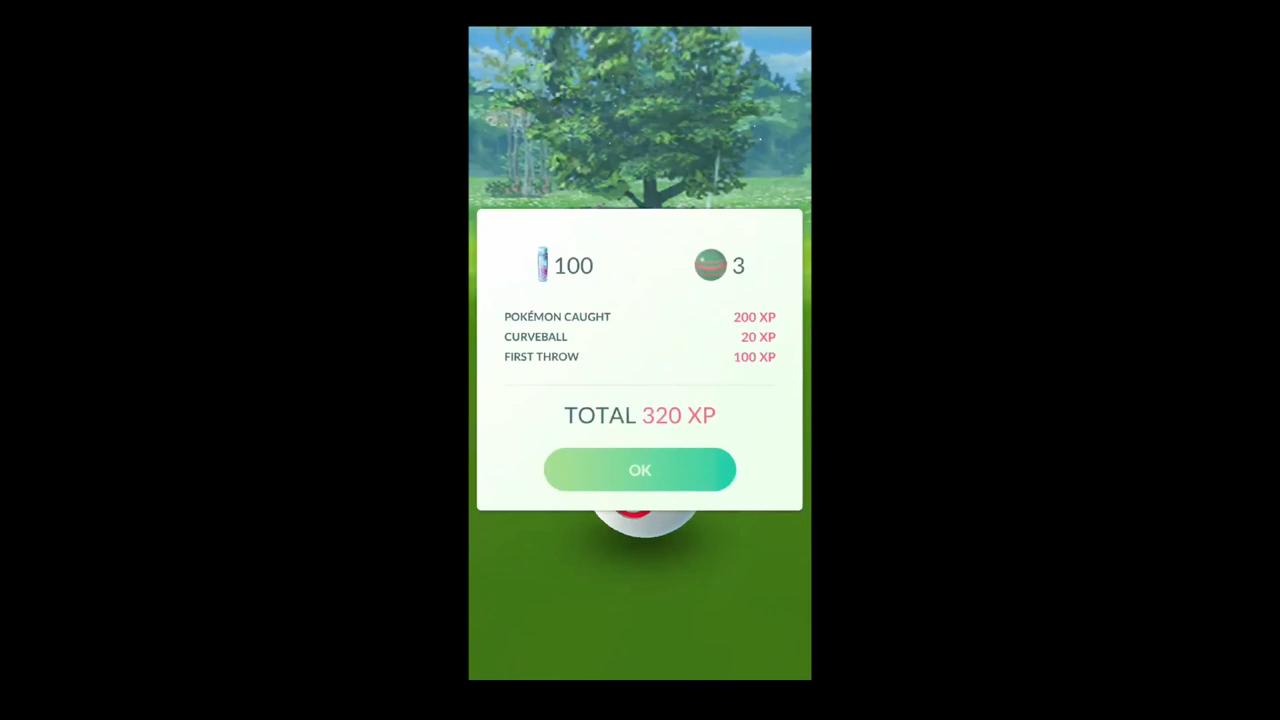 100 3
POKÉMON CAUGHT 200 XP
CURVEBALL 20 XP
FIRST THROW 100 XP
TOTAL 320 XP
OK